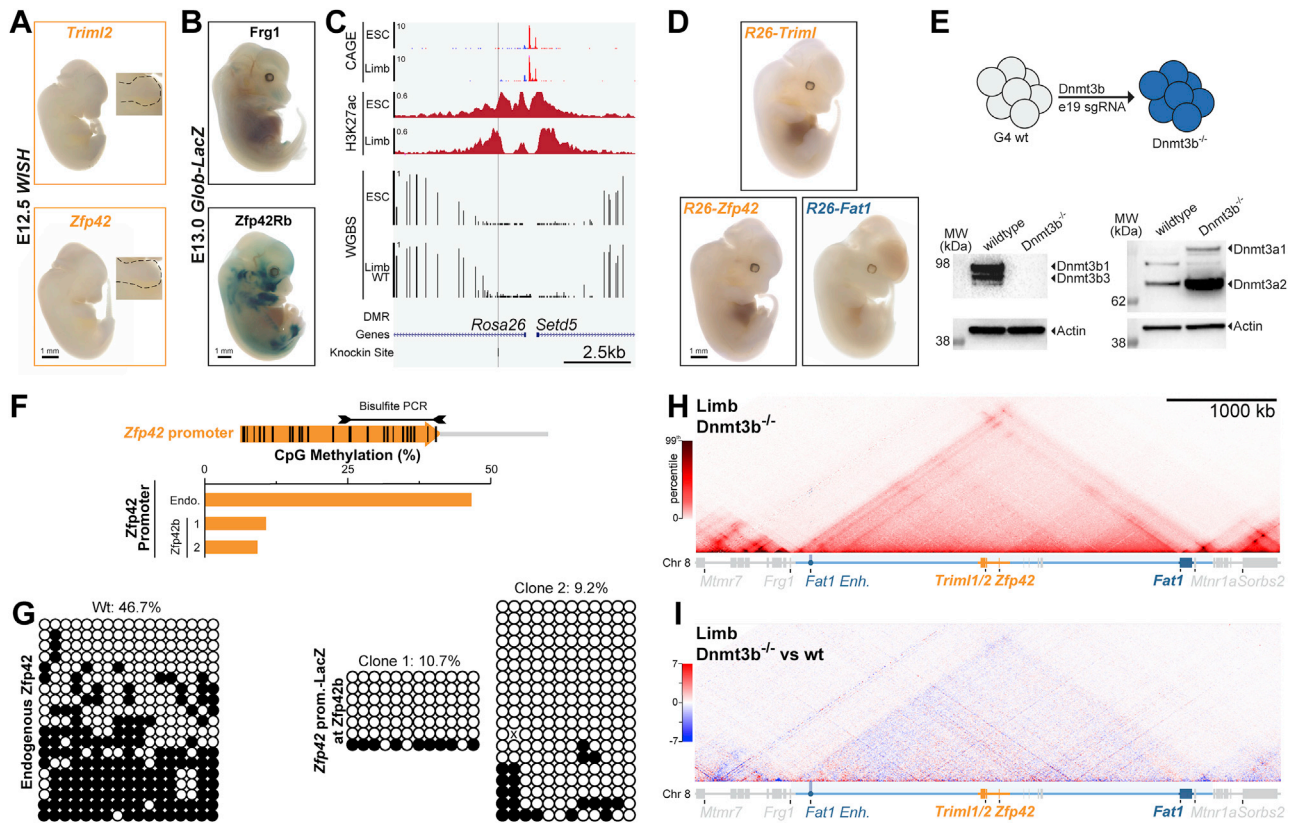 A
Triml2
E12.5 WISH
Zfp42
1 mm
B
Frg1
E13.0 Glob-LacZ
Zfp42Rb
1 mm
C
CAGE
ESC
10
Limb
10
H3K27ac
ESC
0.6
Limb
0.6
WGBS
ESC
1
Limb
WT
1
DMR
Genes
Rosa26
Setd5
Knockin Site
2.5kb
D
R26-Triml
R26-Zfp42
R26-Fat1
1 mm
E
G4 wt
Dnmt3b
e19 sgRNA
Dnmt3b-/-
MW
(kDa)
wildtype
Dnmt3b-/-
98
Dnmt3b1
Dnmt3b3
Actin
38
MW
(kDa)
wildtype
Dnmt3b-/-
Dnmt3a1
Dnmt3a2
62
Actin
38
F
Bisulfite PCR
Zfp42 promoter
CpG Methylation (%)
0
25
50
Zfp42
Promoter
Endo.
Zfp42b
1
2
G
Wt: 46.7%
Endogenous Zfp42
Zfp42 prom.-LacZ
at Zfp42b
Clone 1: 10.7%
Clone 2: 9.2%
X
H
Limb
Dnmt3b-/-
1000 kb
99th
percentile
0
Chr 8
Mtmr7
Frg1
Fat1 Enh.
Triml1/2 Zfp42
Fat1
Mtnr1aSorbs2
I
Limb
Dnmt3b-/- vs wt
7
0
-7
Chr 8
Mtmr7
Frg1
Fat1 Enh.
Triml1/2 Zfp42
Fat1
Mtnr1aSorbs2